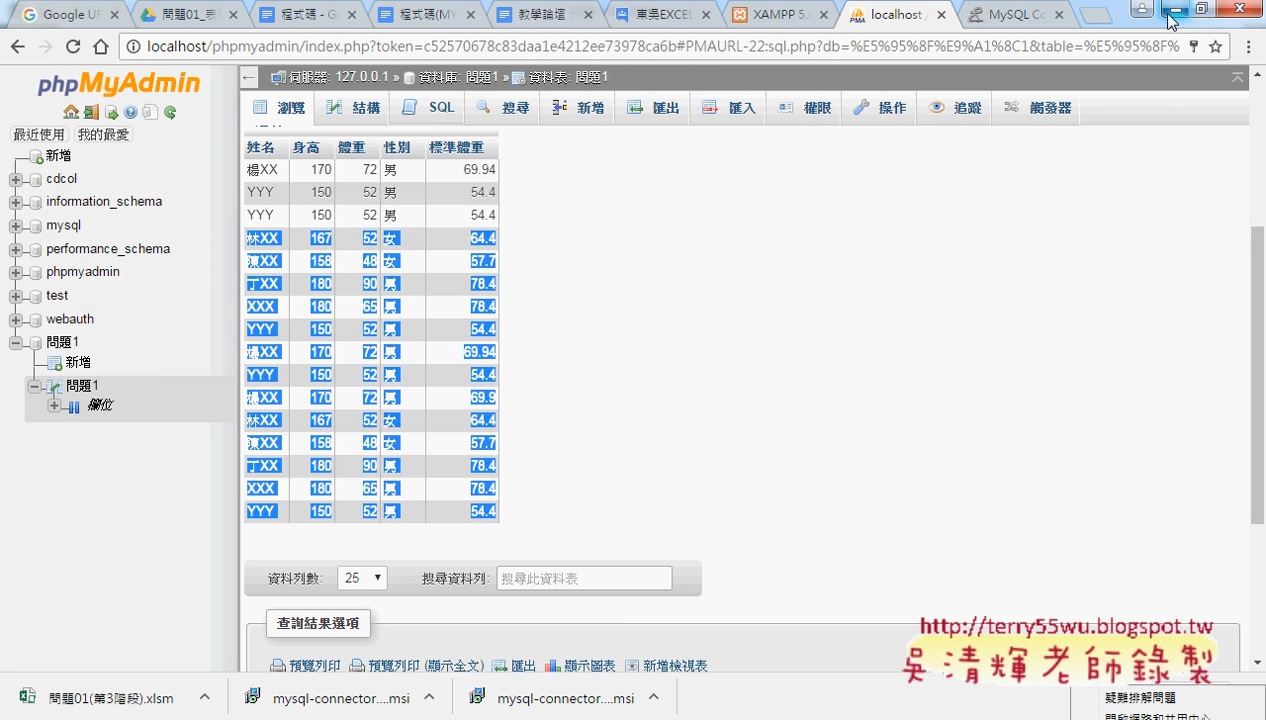 Google UR
問題01_表
程式碼 - G
程式碼(MY
教學論壇
東吳EXCEL
XAMPP 5.
localhost
MySQL Co
localhost/phpmyadmin/index.php?token=c52570678c83daa1e4212ee73978ca6b#PMAURL-22:sql.php?db=%E5%95%8F%E9%A1%8C1&table=%E5%95%8F%
phpMyAdmin
最近使用 我的最愛
新增
cdcol
information_schema
mysql
performance_schema
phpmyadmin
test
webauth
問題1
新增
問題1
欄位
伺服器: 127.0.0.1 » 資料庫: 問題1 » 資料表: 問題1
瀏覽 結構 SQL 搜尋 新增 匯出 匯入 權限 操作 追蹤 觸發器
姓名 身高 體重 性別 標準體重
楊XX 170 72 男 69.94
YYY 150 52 男 54.4
YYY 150 52 男 54.4
林XX 167 52 女 64.4
陳XX 158 48 女 57.7
丁XX 180 90 男 78.4
XXX 180 65 男 78.4
YYY 150 52 男 54.4
楊XX 170 72 男 69.94
YYY 150 52 男 54.4
楊XX 170 72 男 69.9
林XX 167 52 女 64.4
陳XX 158 48 女 57.7
丁XX 180 90 男 78.4
XXX 180 65 男 78.4
YYY 150 52 男 54.4
資料列數: 25 搜尋資料列: 搜尋此資料表
查詢結果選項
預覽列印 預覽列印 (顯示全文) 匯出 顯示圖表 新增檢視表
http://terry55wu.blogspot.tw
吳清輝老師錄製
問題01(第3階段).xlsm
mysql-connector....msi
mysql-connector....msi
疑難排解問題
開啟網路和共用中心